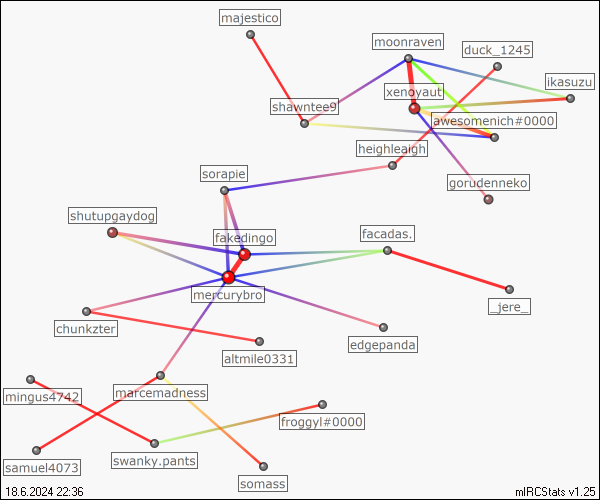 majestico
moonraven
duck_1245
ikasuzu
xenoyaut
shawntee9
awesomenich#0000
heighleaigh
sorapie
gorudenneko
shutupgaydog
fakedingo
facadas.
mercurybro
_jere_
chunkzter
edgepanda
altmile0331
mingus4742
marcemadness
froggyl#0000
samuel4073
swanky.pants
somass
18.6.2024 22:36
mIRCStats v1.25